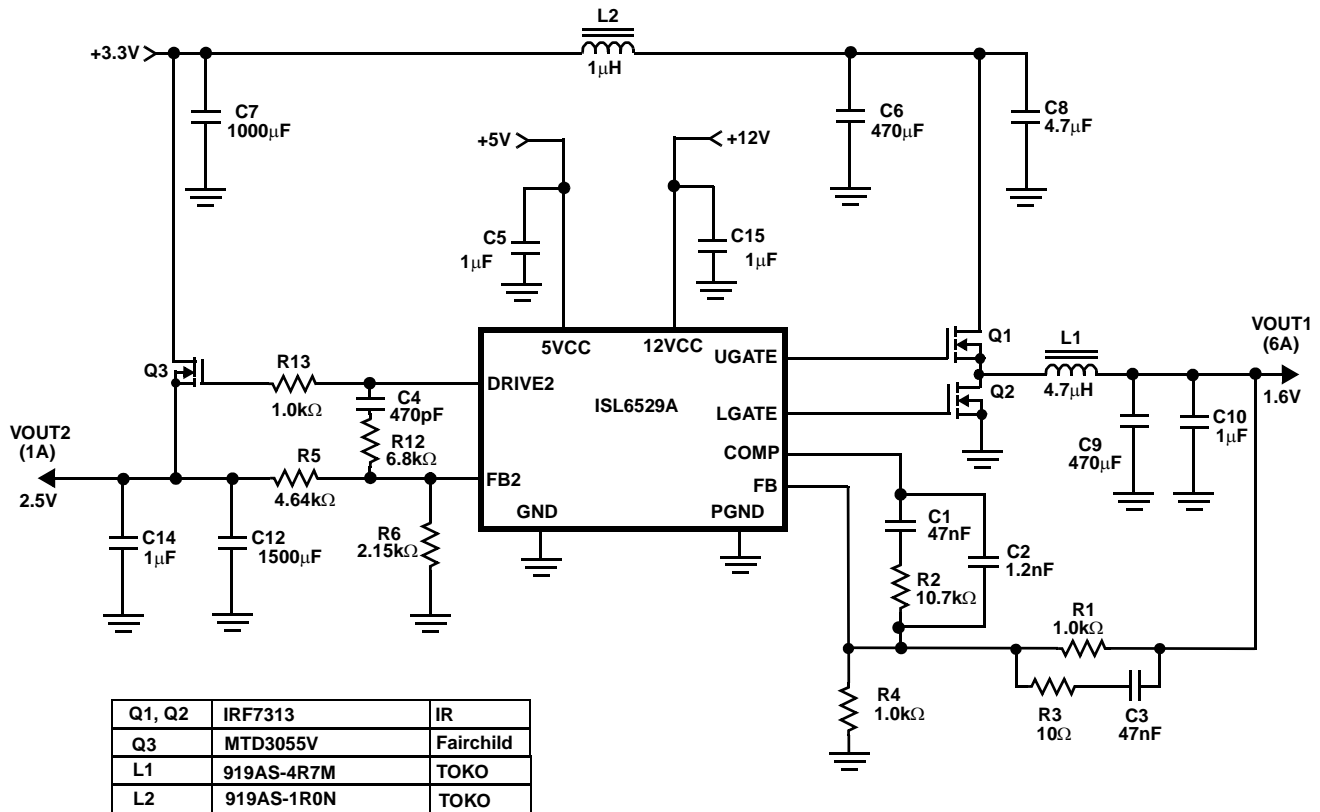 L2
+3.3V
1μH
C7
1000μF
C6
470μF
C8
4.7μF
+5V
+12V
C5
1μF
C15
1μF
5VCC
12VCC
UGATE
Q1
L1
VOUT1
(6A)
Q3
R13
1.0kΩ
DRIVE2
C4
470pF
ISL6529A
LGATE
Q2
4.7μH
1.6V
VOUT2
(1A)
R12
6.8kΩ
R5
4.64kΩ
COMP
C9
470μF
C10
1μF
2.5V
FB2
FB
GND
PGND
C14
1μF
C12
1500μF
R6
2.15kΩ
C1
47nF
C2
1.2nF
R2
10.7kΩ
R1
1.0kΩ
R4
1.0kΩ
R3
10Ω
C3
47nF
Q1, Q2 IRF7313 IR
Q3 MTD3055V Fairchild
L1 919AS-4R7M TOKO
L2 919AS-1R0N TOKO